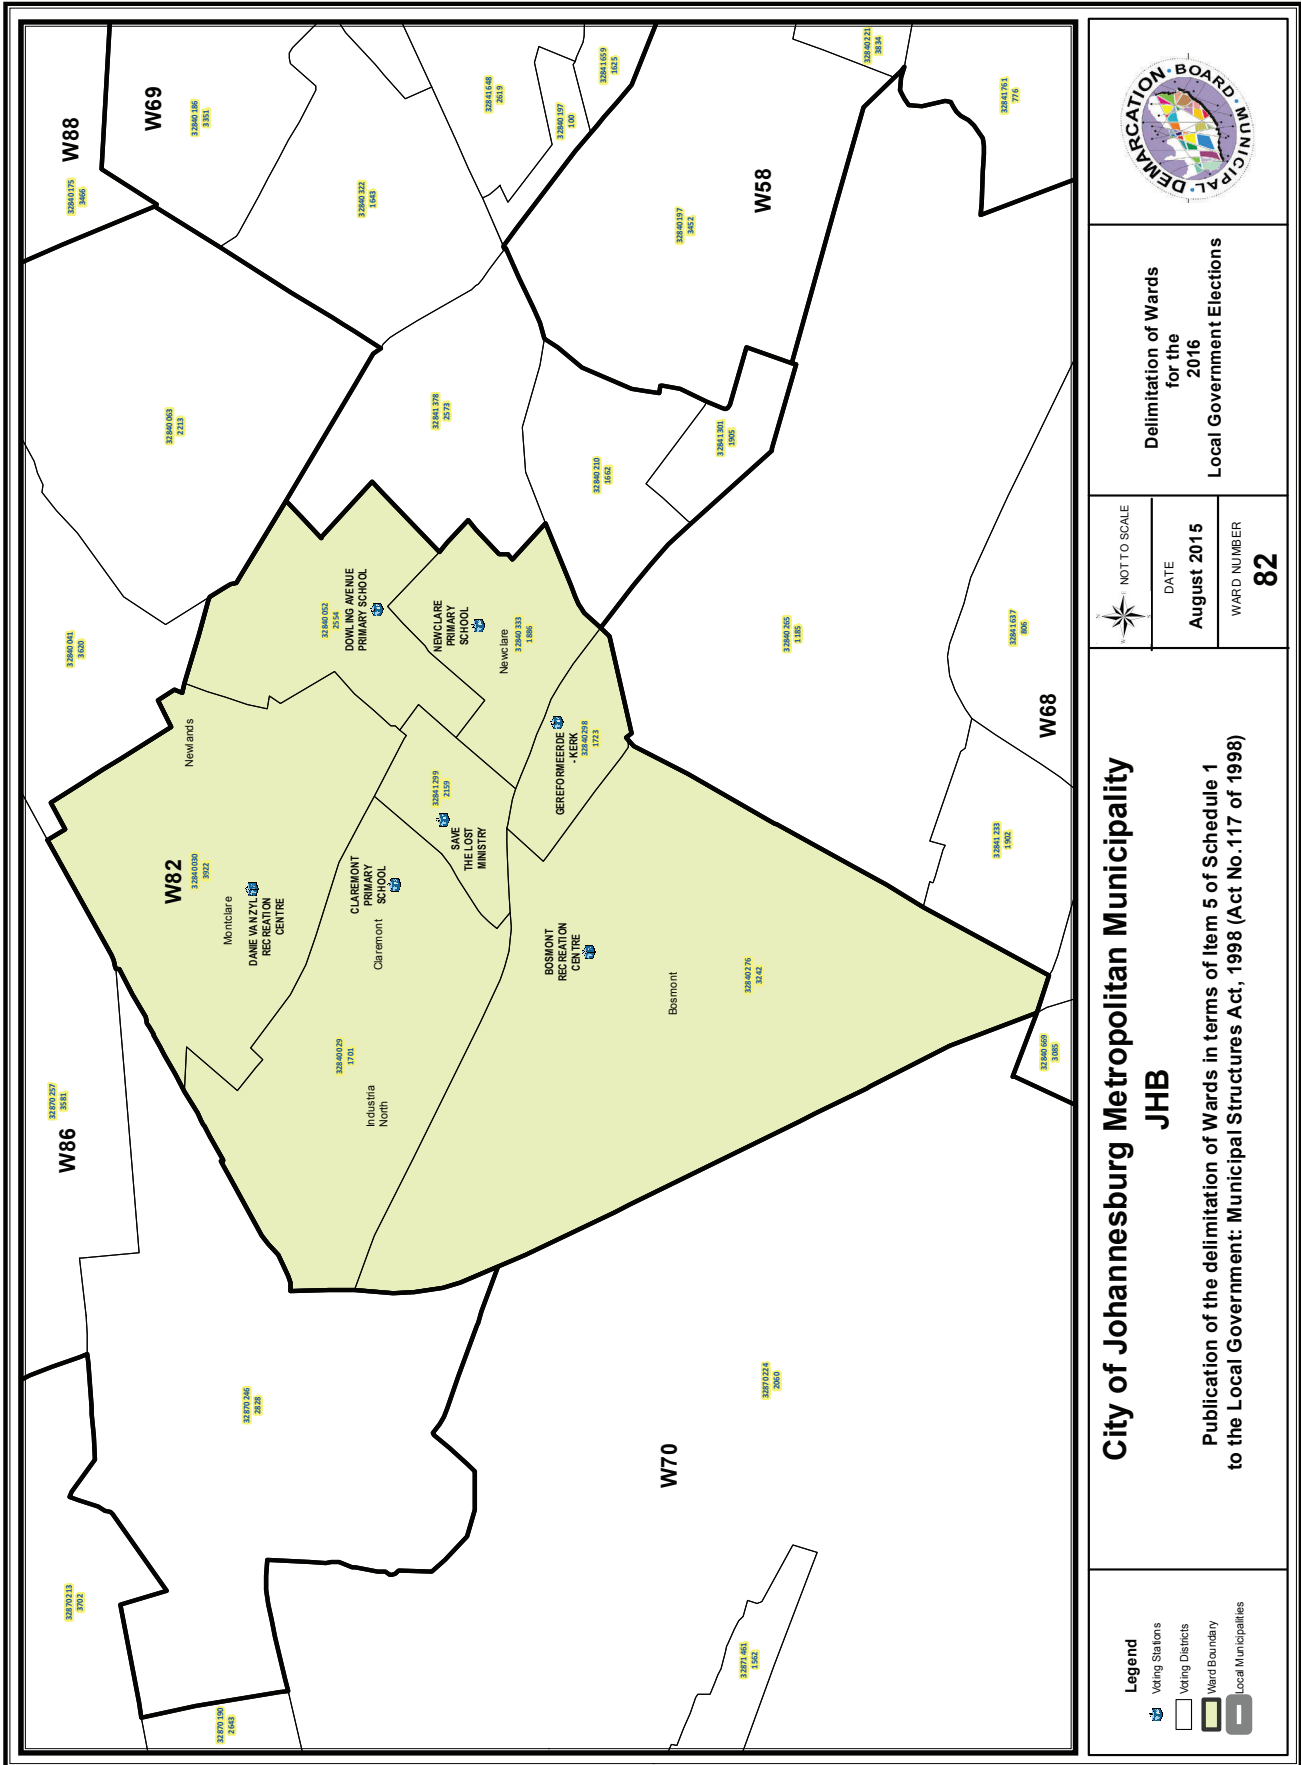 W88
32840175
3466
W69
32840186
3351
32840322
1643
32841648
2619
32840197
100
32841659
1625
32840221
3834
32841761
776
W58
32840197
3452
32840063
2213
32841378
2573
32840210
1662
32841301
1905
32840041
3620
32840052
2554
DOWLING AVENUE
PRIMARY SCHOOL
NEWCLARE
PRIMARY
SCHOOL
Newclare
32840333
1886
GEREFORMEERDE
- KERK
32840298
1723
32840265
1185
32841637
806
W68
32841233
1902
Newlands
W82
32840030
3922
Montclare
DANIE VAN ZYL
RECREATION
CENTRE
CLAREMONT
PRIMARY
SCHOOL
Claremont
32841299
2159
SAVE
THE LOST
MINISTRY
BOSMONT
RECREATION
CENTRE
Bosmont
32840276
3242
32840029
1701
Industria
North
32840669
3085
32870257
3581
W86
32870246
2828
32870224
2060
W70
32870213
3702
32870190
2643
32871461
1562
Legend
Voting Stations
Voting Districts
Ward Boundary
Local Municipalities
City of Johannesburg Metropolitan Municipality
JHB
Publication of the delimitation of Wards in terms of Item 5 of Schedule 1
to the Local Government: Municipal Structures Act, 1998 (Act No.117 of 1998)
N
NOT TO SCALE
DATE
August 2015
WARD NUMBER
82
Delimitation of Wards
for the
2016
Local Government Elections
MUNICIPAL · DEMARCATION · BOARD ·